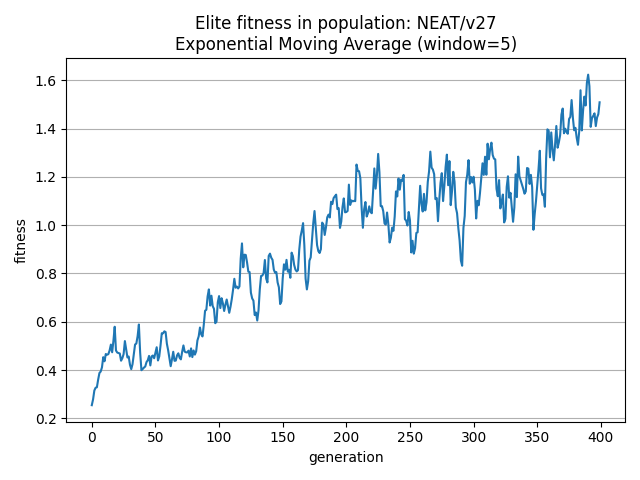 Elite fitness in population: NEAT/v27
Exponential Moving Average (window=5)
fitness
1.6
1.4
1.2
1.0
0.8
0.6
0.4
0.2
0 50 100 150 200 250 300 350 400
generation